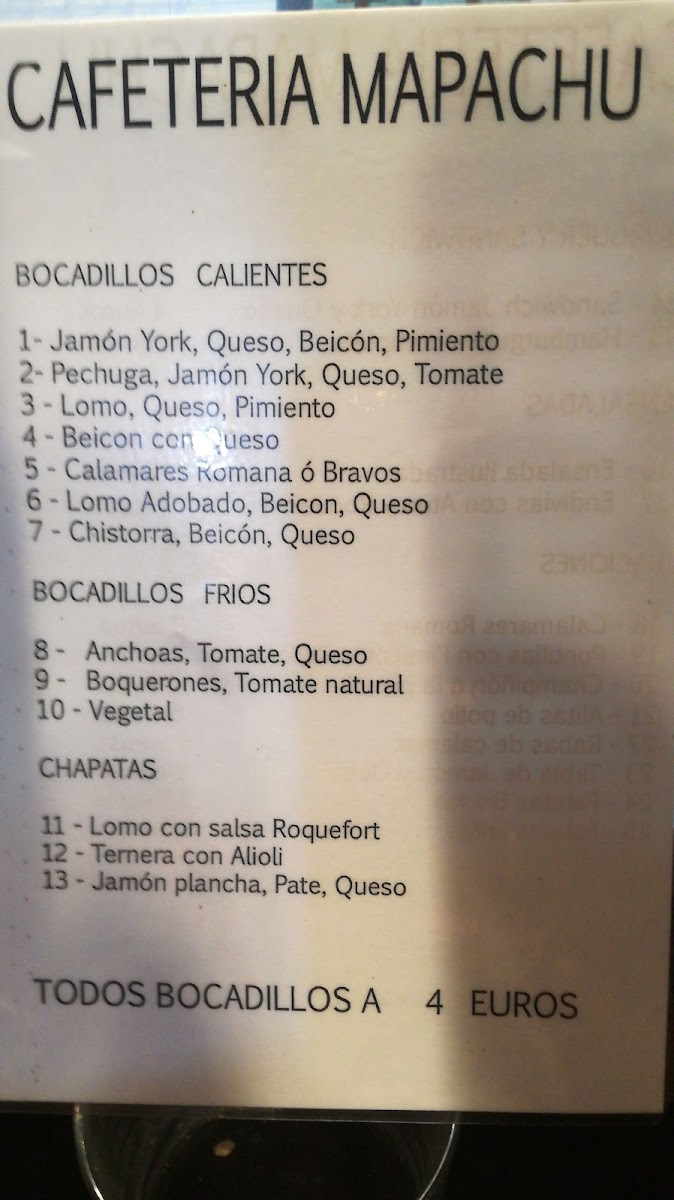 CAFETERIA MAPACHU
BOCADILLOS CALIENTES
1- Jamón York, Queso, Beicón, Pimiento
2- Pechuga, Jamón York, Queso, Tomate
3 - Lomo, Queso, Pimiento
4 - Beicon con Queso
5 - Calamares Romana ó Bravos
6 - Lomo Adobado, Beicon, Queso
7 - Chistorra, Beicón, Queso
BOCADILLOS FRIOS
8 - Anchoas, Tomate, Queso
9 - Boquerones, Tomate natural
10 - Vegetal
CHAPATAS
11 - Lomo con salsa Roquefort
12 - Ternera con Alioli
13 - Jamón plancha, Pate, Queso
TODOS BOCADILLOS A 4 EUROS